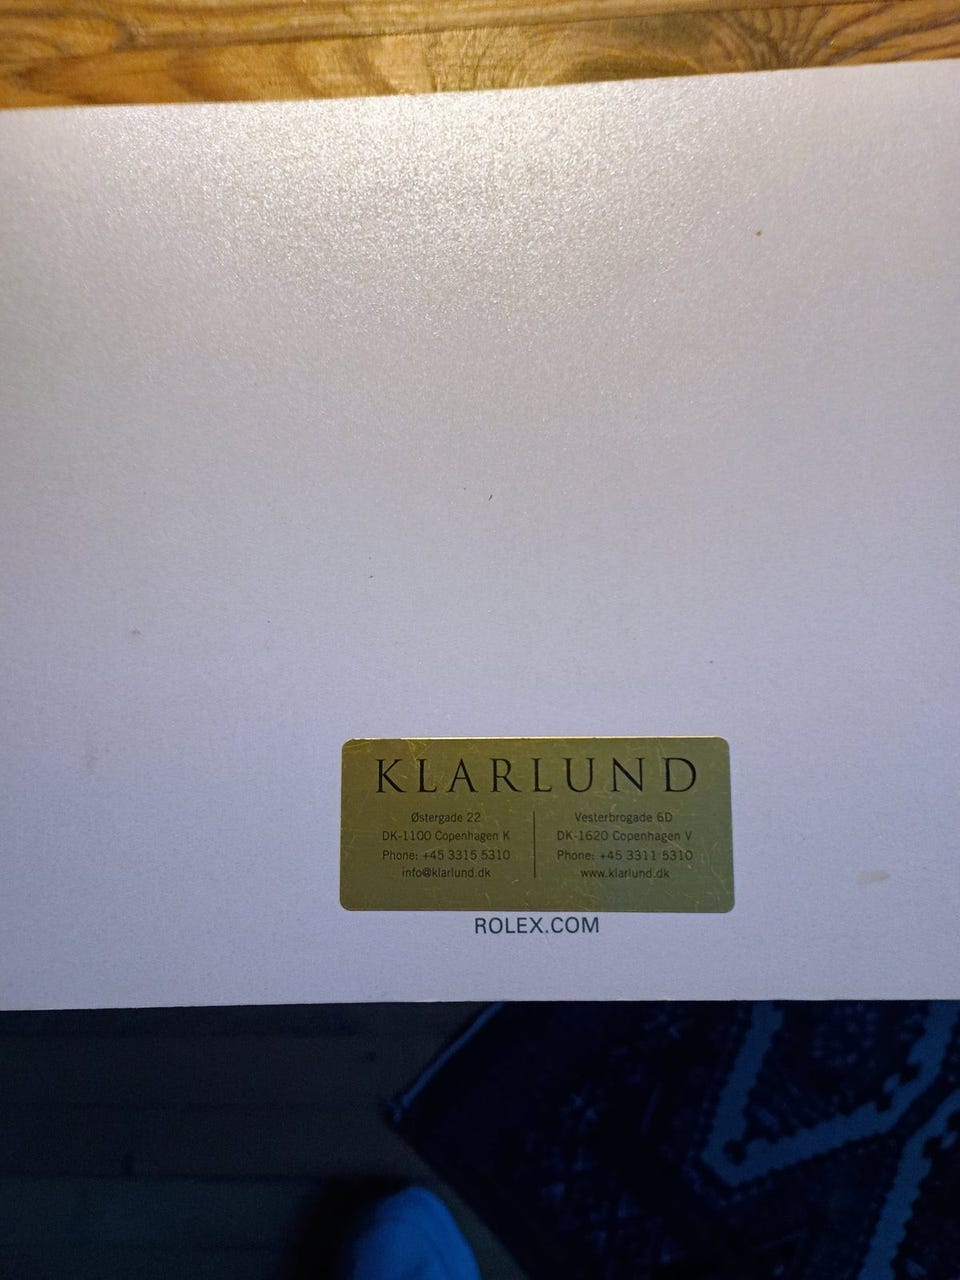 KLARLUND
Østergade 22
DK-1100 Copenhagen K
Phone: +45 3315 5310
info@klarlund.dk
Vesterbrogade 6D
DK-1620 Copenhagen V
Phone: +45 3311 5310
www.klarlund.dk
ROLEX.COM